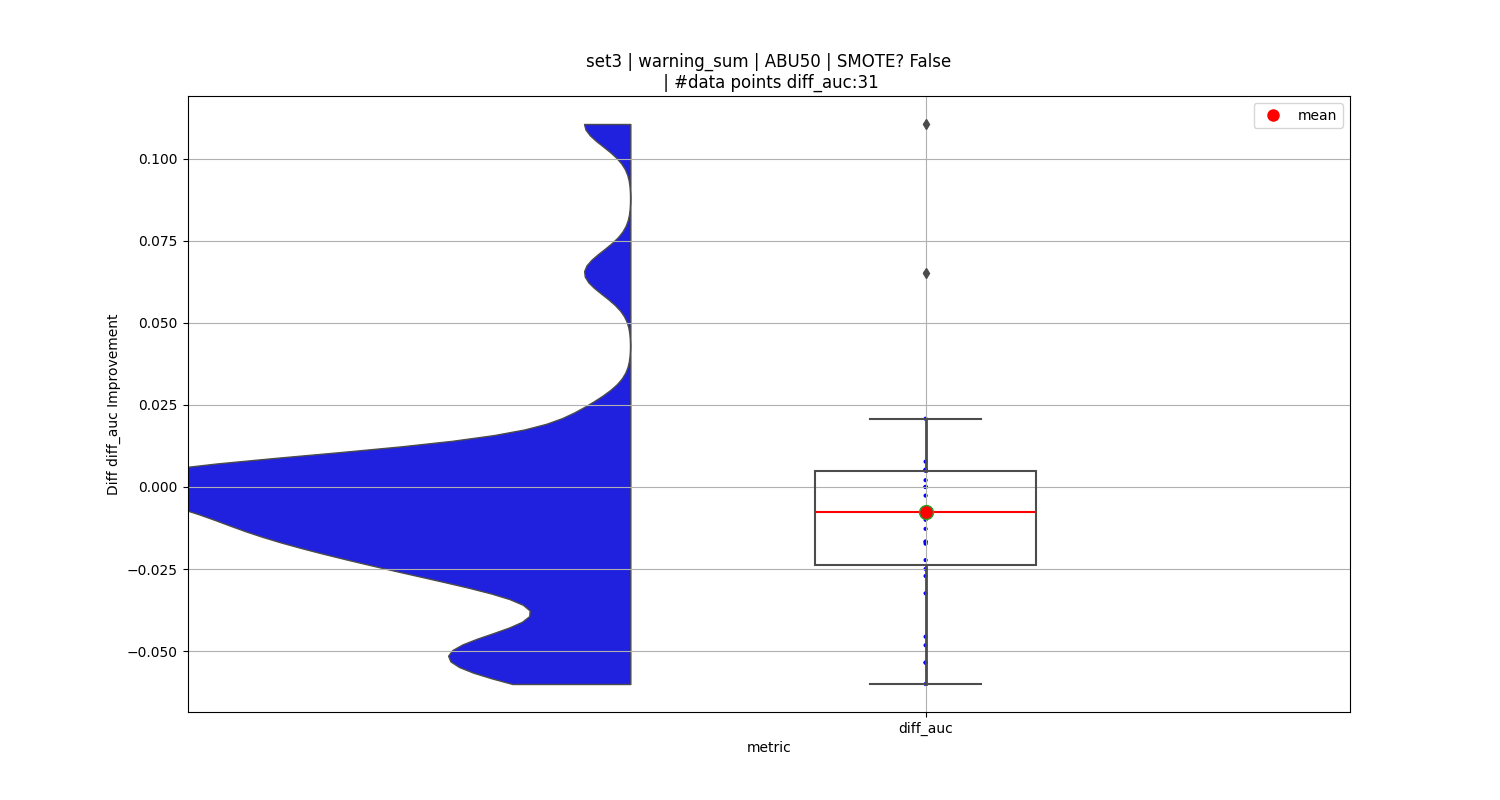 set3 | warning_sum | ABU50 | SMOTE? False
| #data points diff_auc:31
mean
0.100
0.075
0.050
0.025
0.000
−0.025
−0.050
Diff diff_auc Improvement
diff_auc
metric